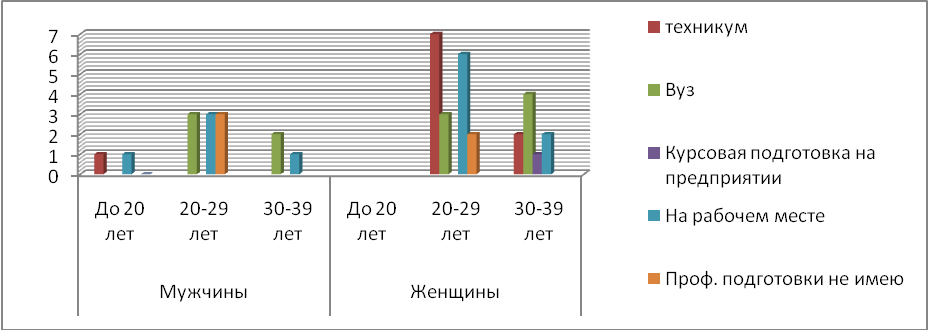 7
6
5
4
3
2
1
0
До 20 лет
20-29 лет
30-39 лет
До 20 лет
20-29 лет
30-39 лет
Мужчины
Женщины
техникум
Вуз
Курсовая подготовка на
предприятии
На рабочем месте
Проф. подготовки не имею